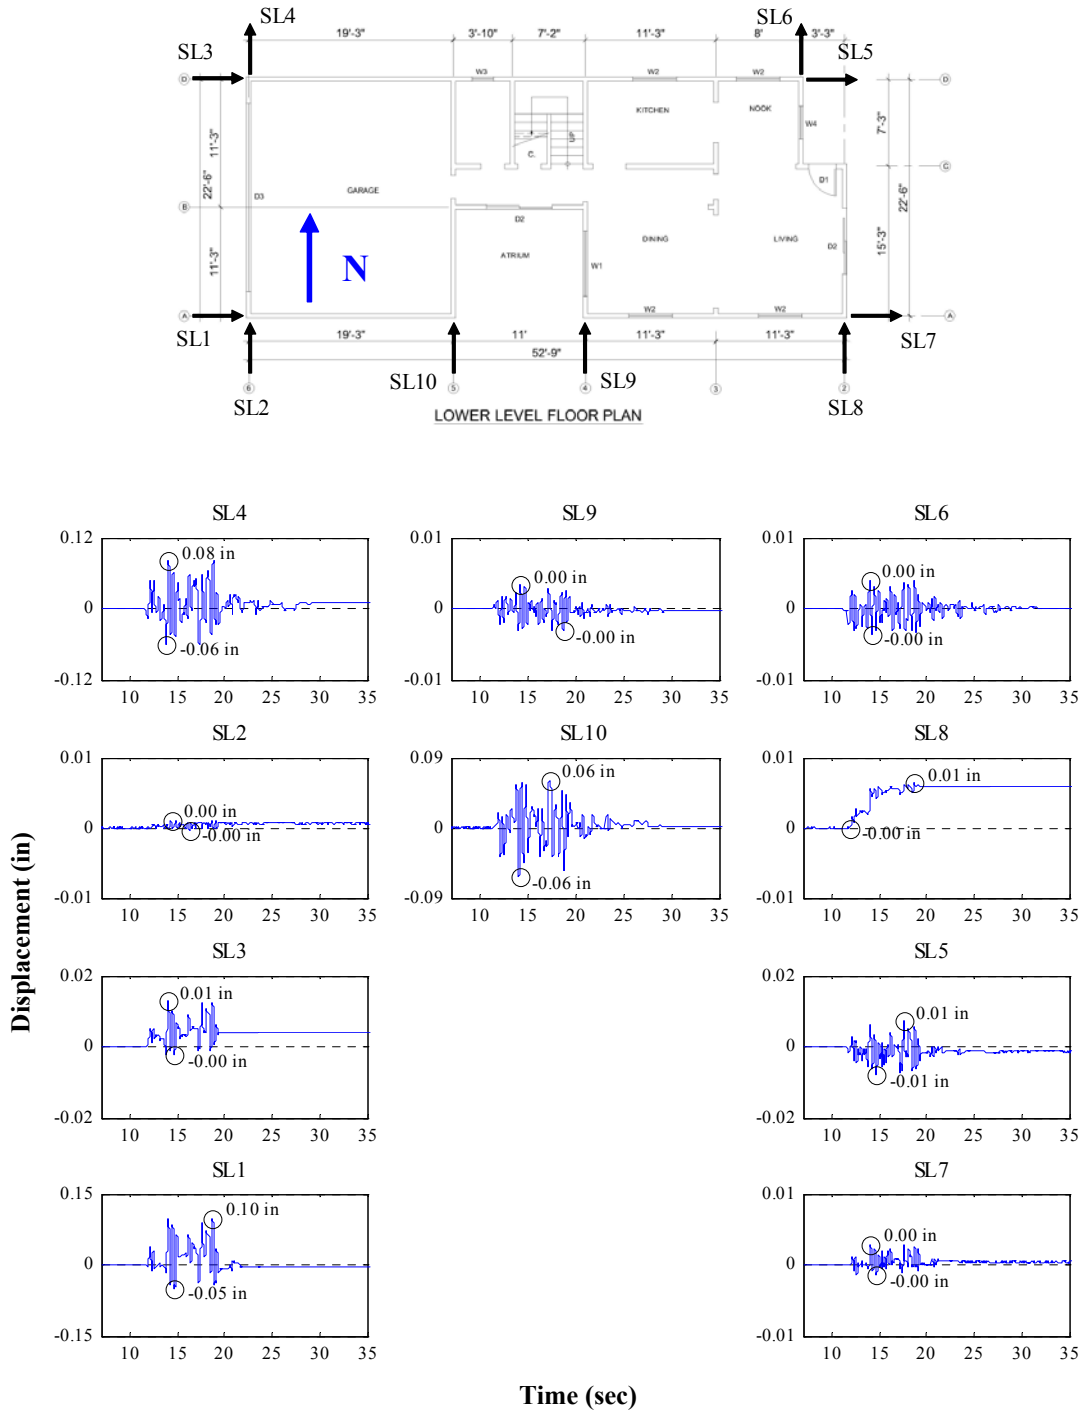 SL4
SL6
19'-3"
3'-10"
7'-2"
11'-3"
8'
3'-3"
SL3
SL5
D
D
W3
W2
W2
KITCHEN
NOOK
W4
UP
C.
11'-3"
7'-3"
G
D1
22'-6"
22'-6"
D3
GARAGE
B
D2
DINING
LIVING
D2
15'-3"
ATRIUM
N
W1
11'-3"
W2
W2
A
A
SL1
SL7
19'-3"
11'
11'-3"
11'-3"
52'-9"
SL10
SL9
6
5
4
3
2
SL2
SL8
LOWER LEVEL FLOOR PLAN
SL4
0.12
0
-0.12
0.08 in
-0.06 in
10 15 20 25 30 35
SL9
0.01
0
-0.01
0.00 in
-0.00 in
10 15 20 25 30 35
SL6
0.01
0
-0.01
0.00 in
-0.00 in
10 15 20 25 30 35
SL2
0.01
0
-0.01
0.00 in
-0.00 in
10 15 20 25 30 35
SL10
0.09
0
-0.09
0.06 in
-0.06 in
10 15 20 25 30 35
SL8
0.01
0
-0.01
0.01 in
-0.00 in
10 15 20 25 30 35
SL3
0.02
0
-0.02
0.01 in
-0.00 in
10 15 20 25 30 35
SL5
0.02
0
-0.02
0.01 in
-0.01 in
10 15 20 25 30 35
SL1
0.15
0
-0.15
0.10 in
-0.05 in
10 15 20 25 30 35
SL7
0.01
0
-0.01
0.00 in
-0.00 in
10 15 20 25 30 35
Displacement (in)
Time (sec)